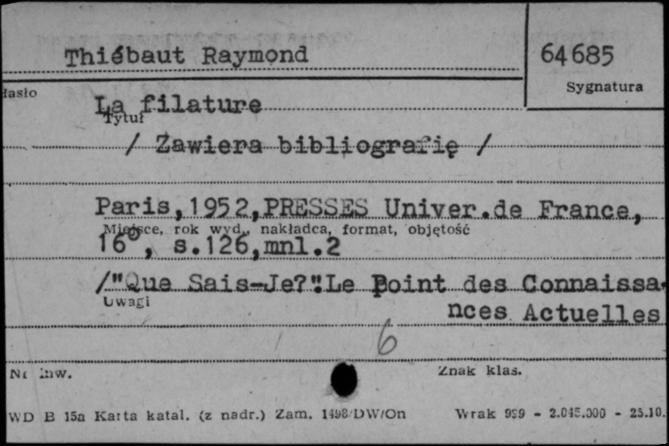 Thiébaut Raymond
64685
Sygnatura
Hasło
La filature
Tytuł
/ Zawiera bibliografię /
Paris,1952,PRESSES Univer.de France,
Miejsce, rok wyd., nakładca, format, objętość
16°, s.126,mnl.2
/"Que Sais-Je?".Le Point des Connaissa-
Uwagi
nces Actuelles
6
Nr inw.
Znak klas.
WD B 15a Karta katal. (z nadr.) Zam. 1498/DW/On
Wrak 999 - 2.045.000 - 25.10.